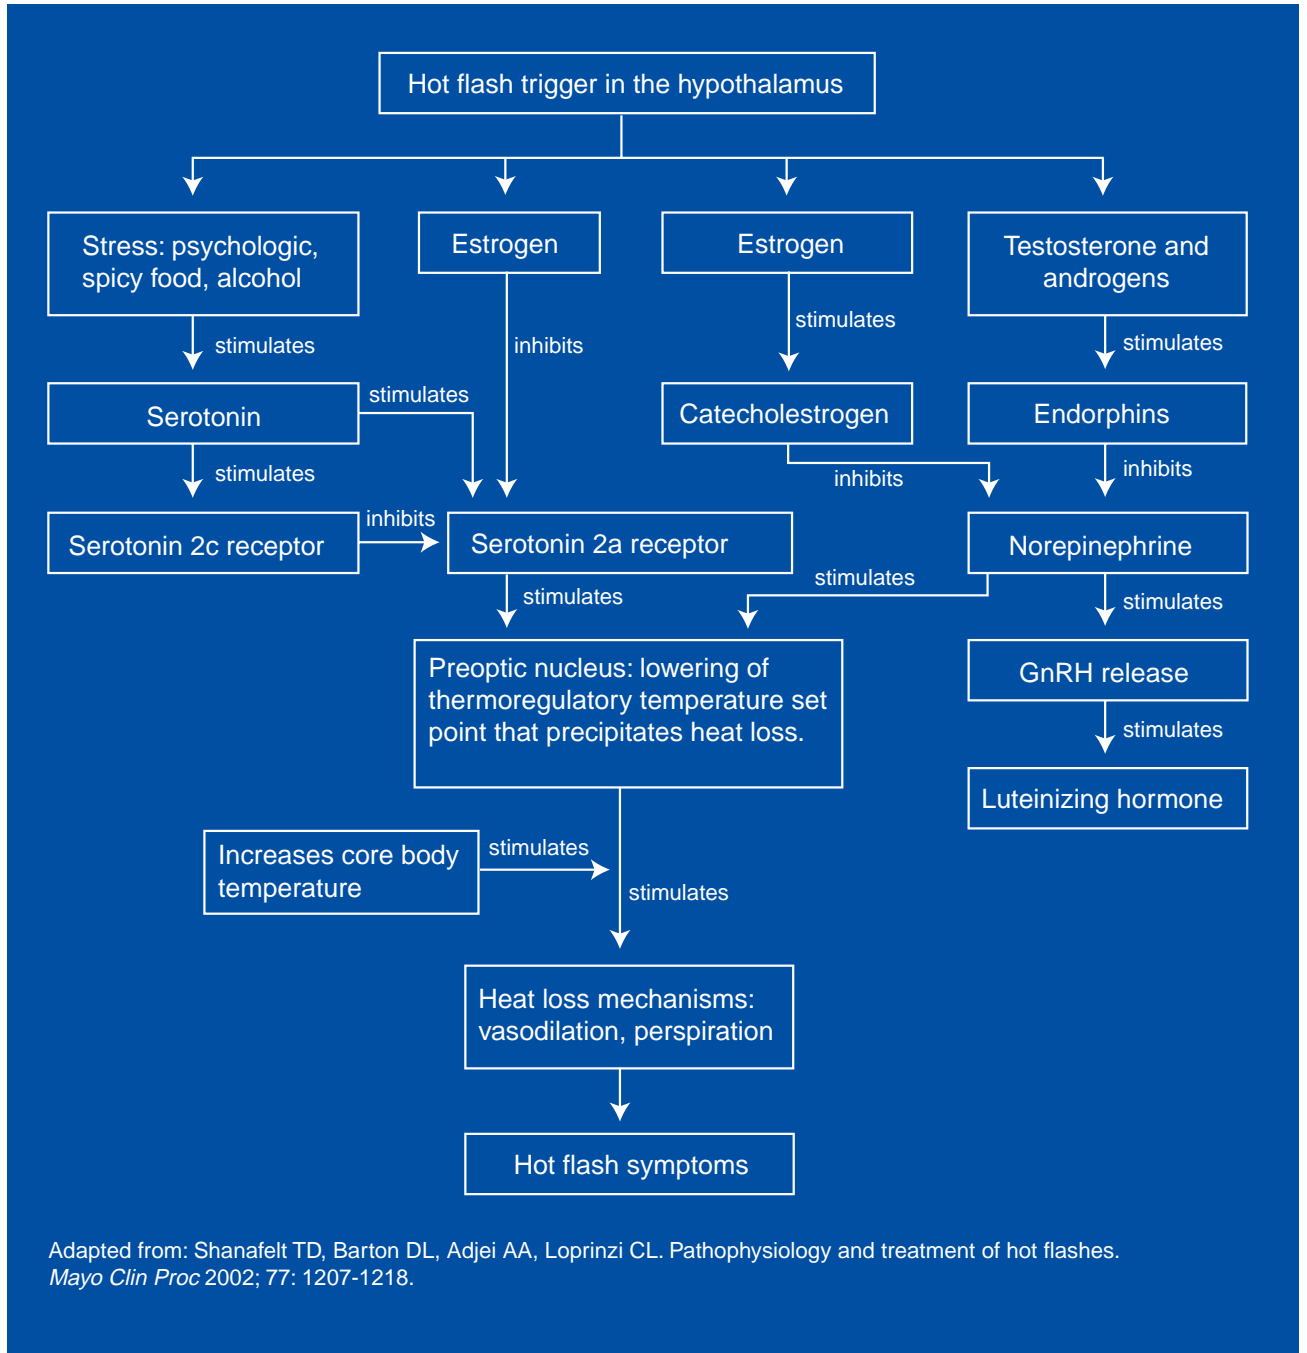 Hot flash trigger in the hypothalamus
Stress: psychologic,
spicy food, alcohol
Estrogen
Estrogen
Testosterone and
androgens
stimulates
inhibits
stimulates
stimulates
Serotonin
stimulates
Catecholestrogen
Endorphins
stimulates
inhibits
inhibits
Serotonin 2c receptor
inhibits
Serotonin 2a receptor
Norepinephrine
stimulates
stimulates
stimulates
Preoptic nucleus: lowering of
thermoregulatory temperature set
point that precipitates heat loss.
GnRH release
stimulates
Luteinizing hormone
Increases core body
temperature
stimulates
stimulates
Heat loss mechanisms:
vasodilation, perspiration
Hot flash symptoms
Adapted from: Shanafelt TD, Barton DL, Adjei AA, Loprinzi CL. Pathophysiology and treatment of hot flashes.
Mayo Clin Proc 2002; 77: 1207-1218.